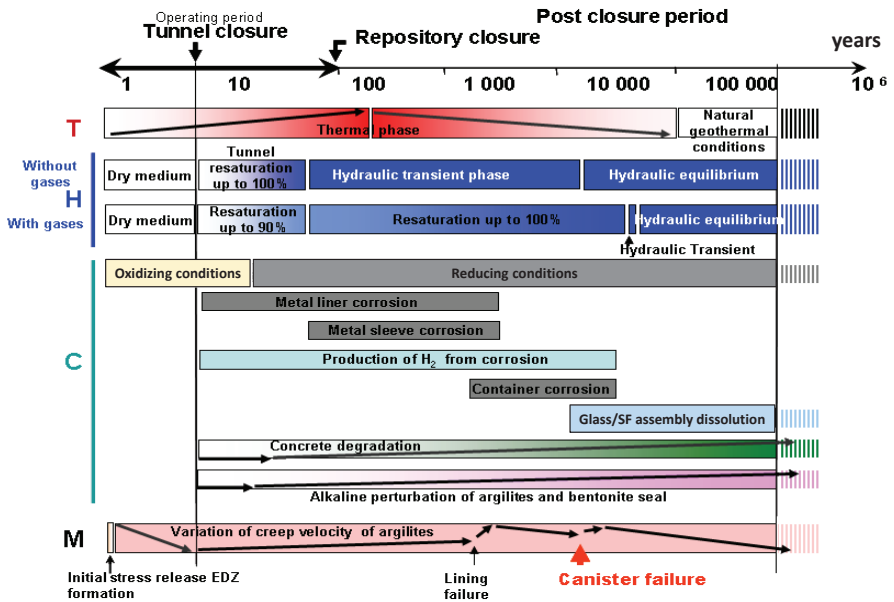 Operating period
Tunnel closure
Post closure period
Repository closure
years
1 10 100 1 000 10 000 100 000 10 6
T
Thermal phase
Natural
geothermal
conditions
Without
gases
H
With gases
Dry medium
Tunnel
resaturation
up to 100%
Hydraulic transient phase
Hydraulic equilibrium
Dry medium
Resaturation
up to 90%
Resaturation up to 100%
Hydraulic equilibrium
Hydraulic Transient
C
Oxidizing conditions
Reducing conditions
Metal liner corrosion
Metal sleeve corrosion
Production of H2 from corrosion
Container corrosion
Glass/SF assembly dissolution
Concrete degradation
Alkaline perturbation of argilites and bentonite seal
M
Variation of creep velocity of argilites
Initial stress release EDZ
formation
Lining
failure
Canister failure